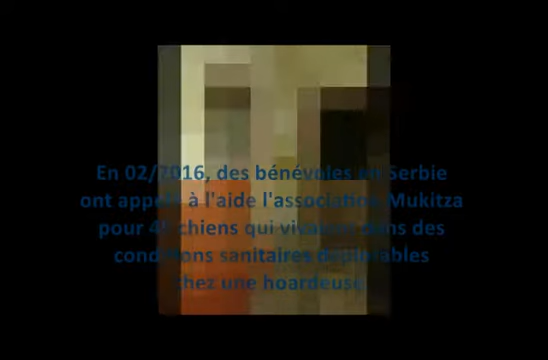 En 02/2016, des bénévoles en Serbie
ont appelé à l'aide l'association Mukitza
pour chiens qui vivaient dans des
conditions sanitaires déplorables
chez une hoardeuse